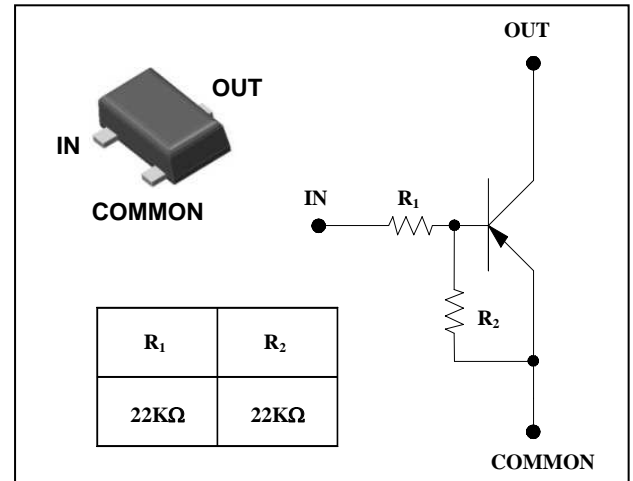 OUT
OUT
IN
COMMON
IN
R₁
R₂
R₁ R₂
22KΩ 22KΩ
COMMON